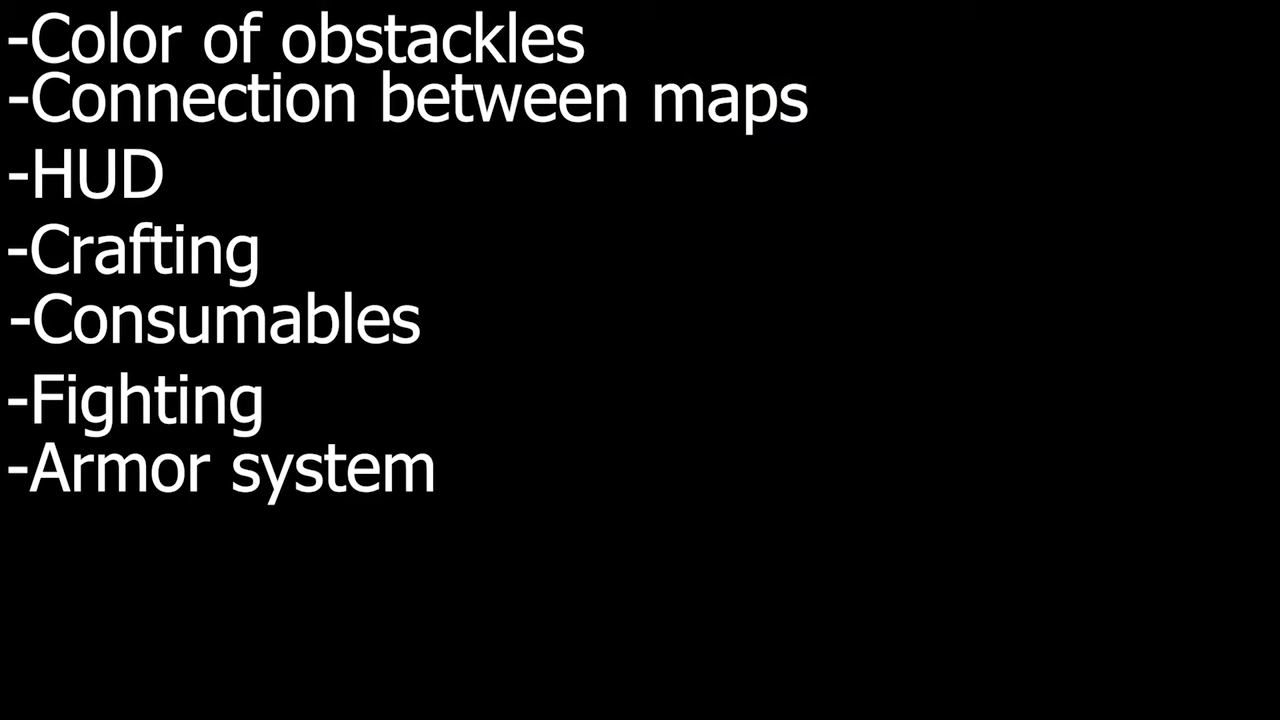 -Color of obstackles
-Connection between maps
-HUD
-Crafting
-Consumables
-Fighting
-Armor system